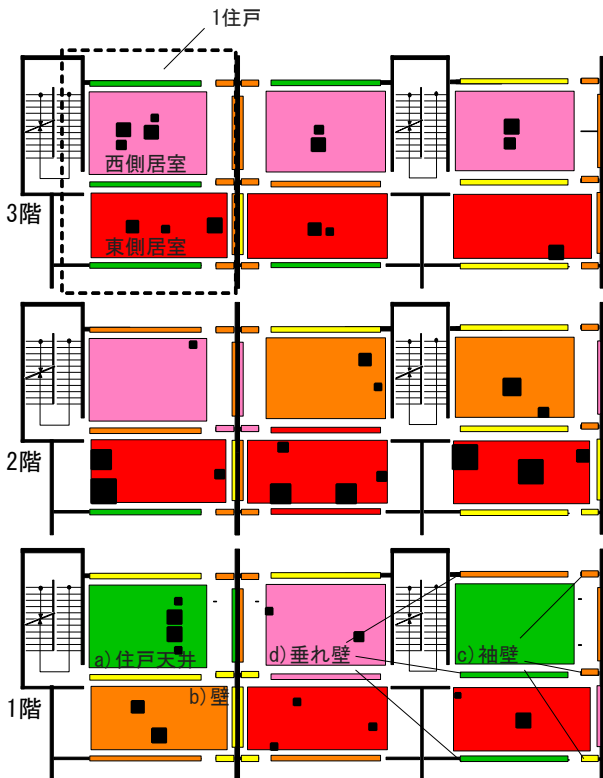 1住戸
西側居室
3階
東側居室
2階
a)住戸天井
d)垂れ壁
c)袖壁
b)壁
1階